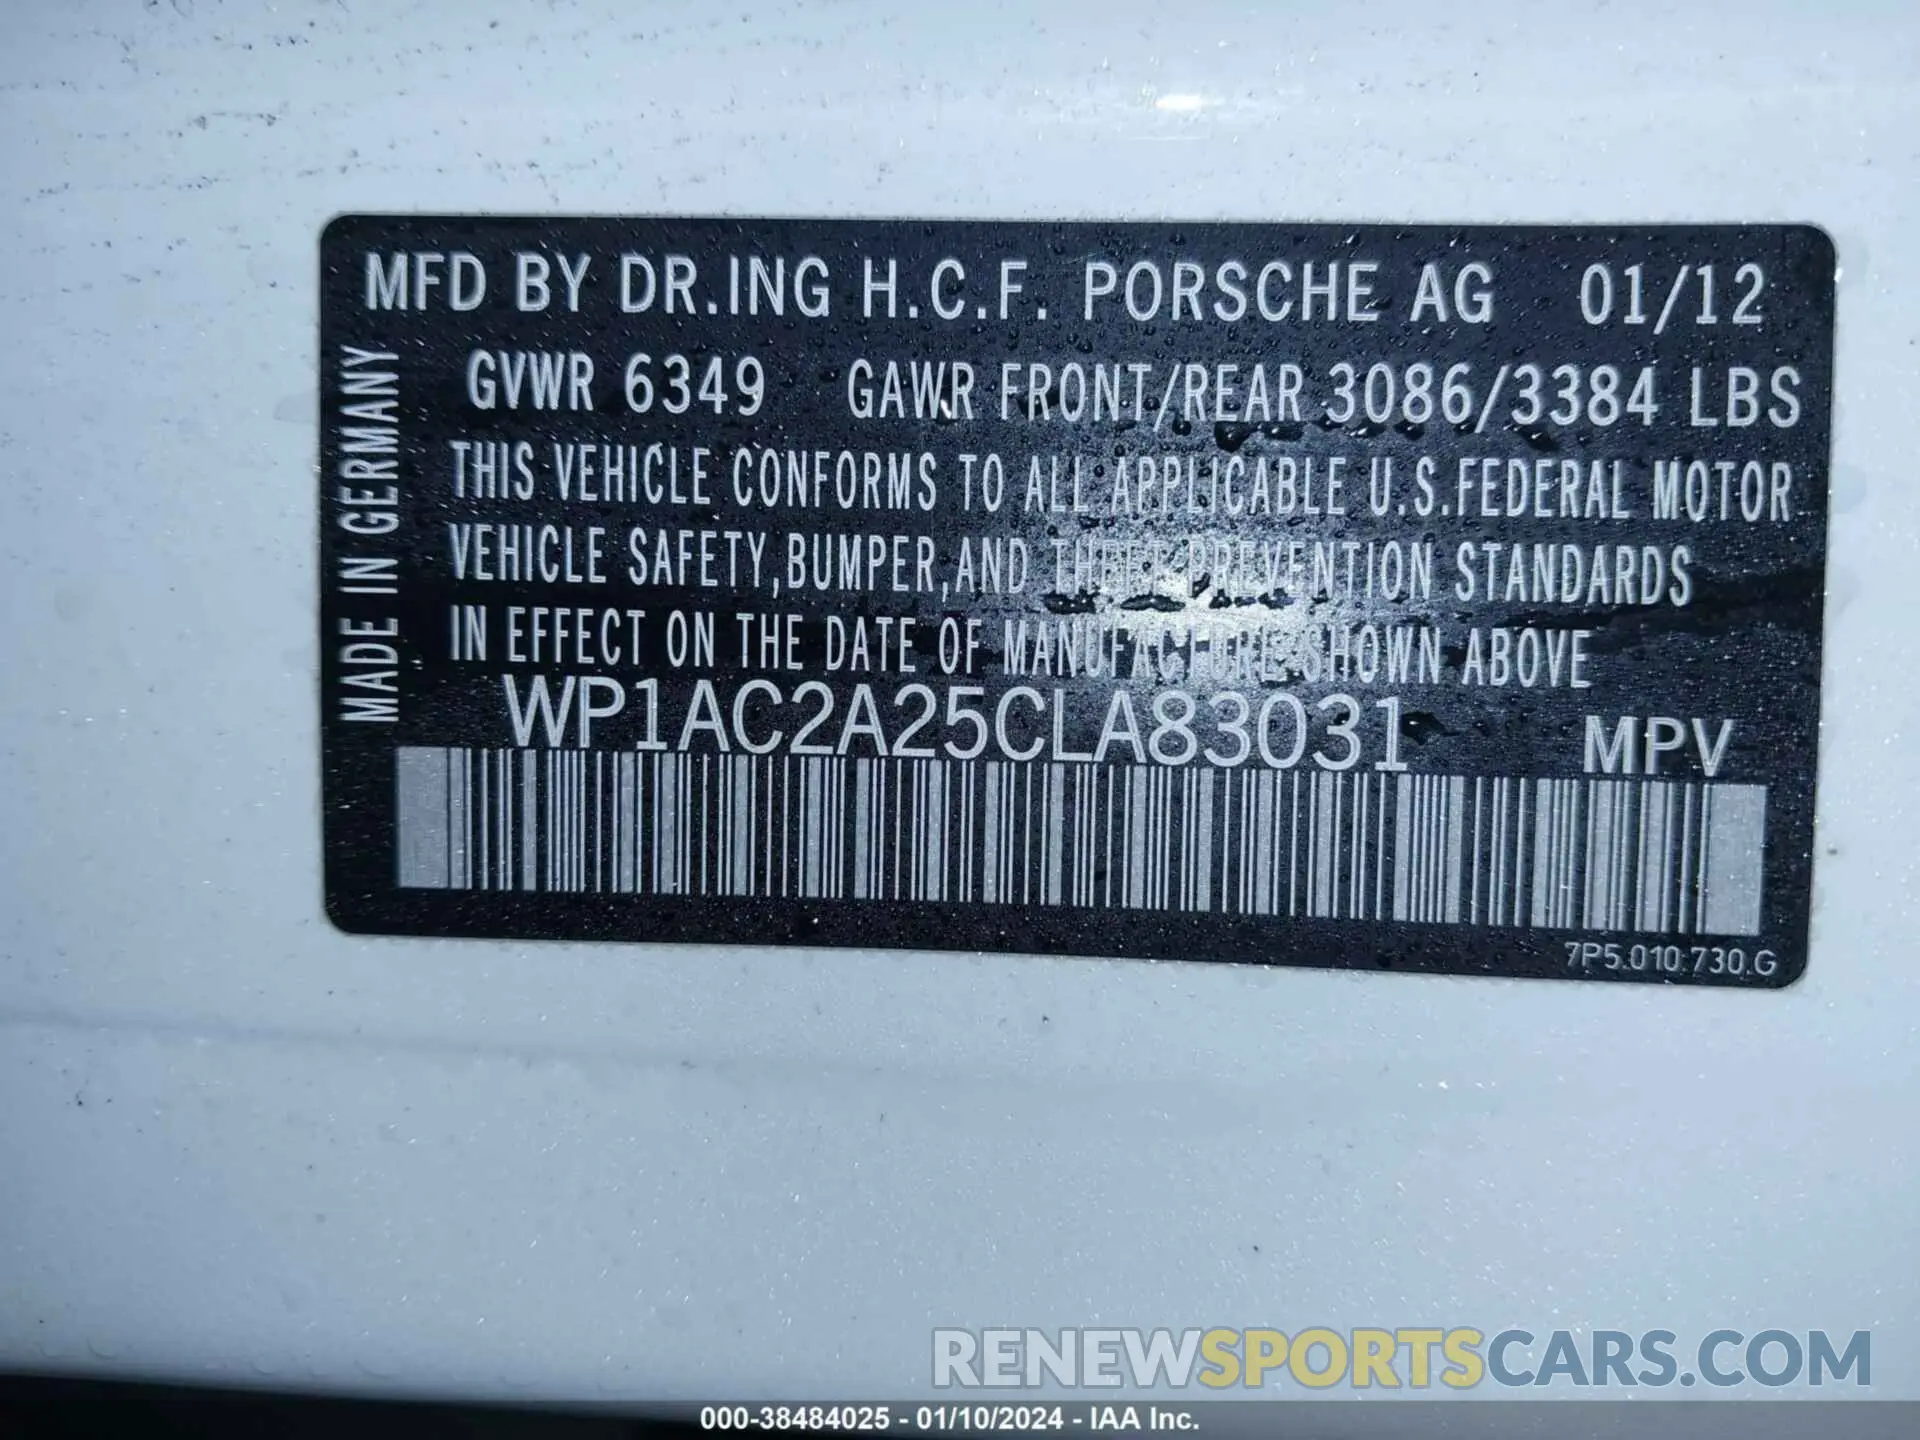 MFD BY DR.ING H.C.F. PORSCHE AG 01/12
GVWR 6349 GAWR FRONT/REAR 3086/3384 LBS
THIS VEHICLE CONFORMS TO ALL APPLICABLE U.S.FEDERAL MOTOR
VEHICLE SAFETY,BUMPER,AND THEFT PREVENTION STANDARDS
IN EFFECT ON THE DATE OF MANUFACTURE SHOWN ABOVE
MADE IN GERMANY
WP1AC2A25CLA83031 MPV
7P5.010.730.G
RENEWSPORTSCARS.COM
000-38484025 - 01/10/2024 - IAA Inc.